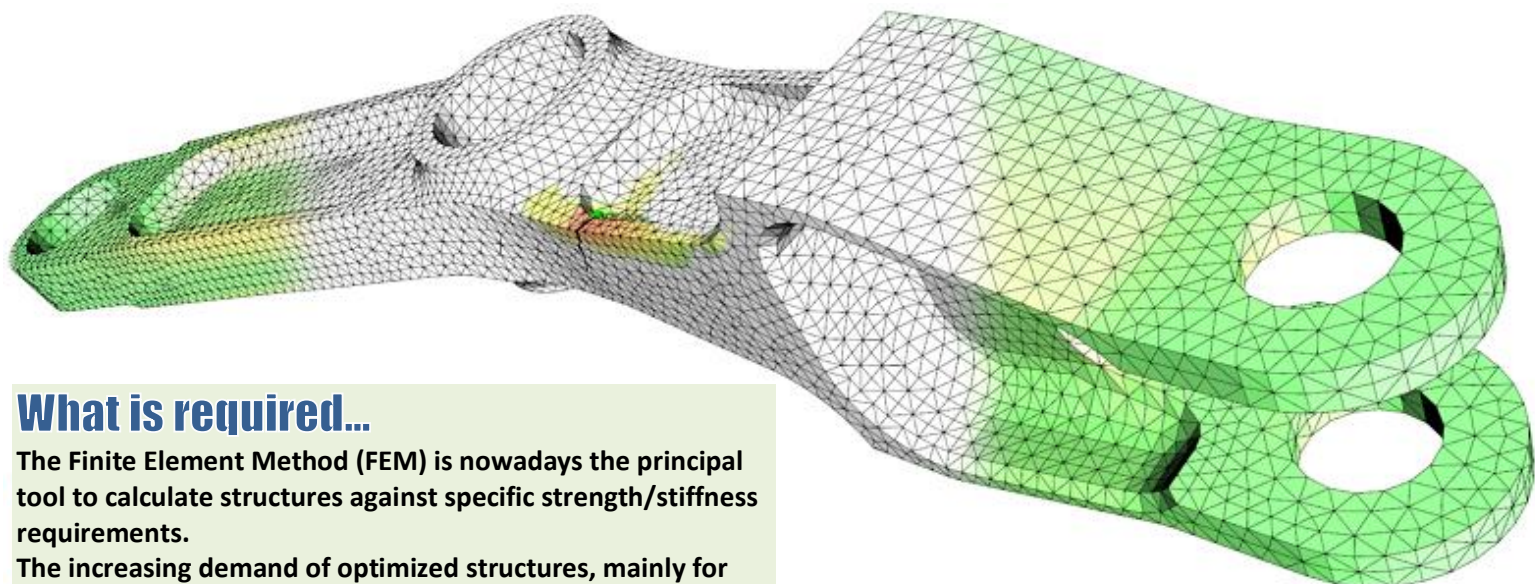 What is required...
The Finite Element Method (FEM) is nowadays the principal
tool to calculate structures against specific strength/stiffness
requirements.
The increasing demand of optimized structures, mainly for